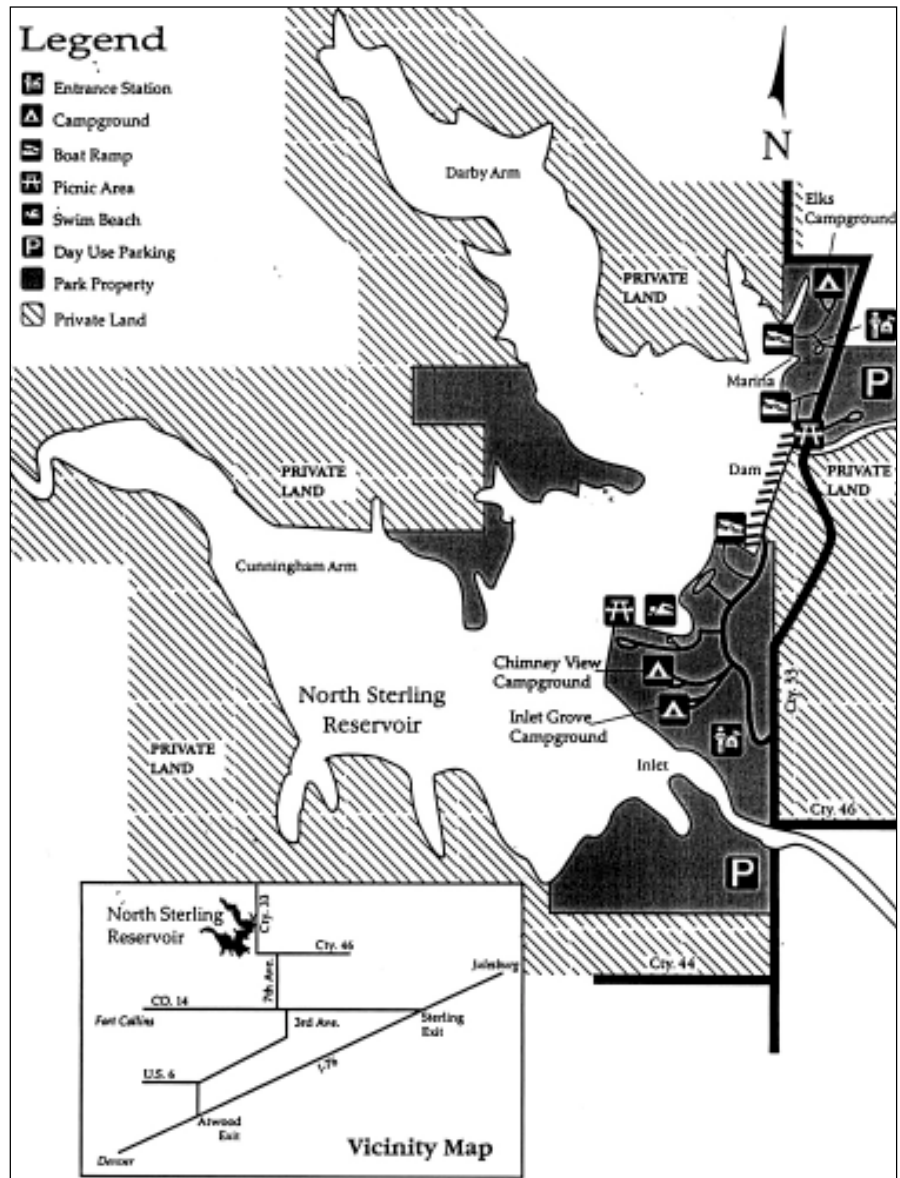 Legend
Entrance Station
Campground
Boat Ramp
Picnic Area
Swim Beach
P Day Use Parking
Park Property
Private Land
N
Darby Arm
Elks
Campground
PRIVATE
LAND
Marina
P
Dam
PRIVATE
LAND
PRIVATE
LAND
Cunningham Arm
Chimney View
Campground
North Sterling
Reservoir
Inlet Grove
Campground
Cty. 33
PRIVATE
LAND
Inlet
Cty. 46
P
Cty. 44
North Sterling
Reservoir
Cty. 33
Cty. 46
7th Ave.
Julesburg
CO. 14
Fort Collins
3rd Ave.
Sterling
Exit
I-76
U.S. 6
Atwood
Exit
Denver
Vicinity Map